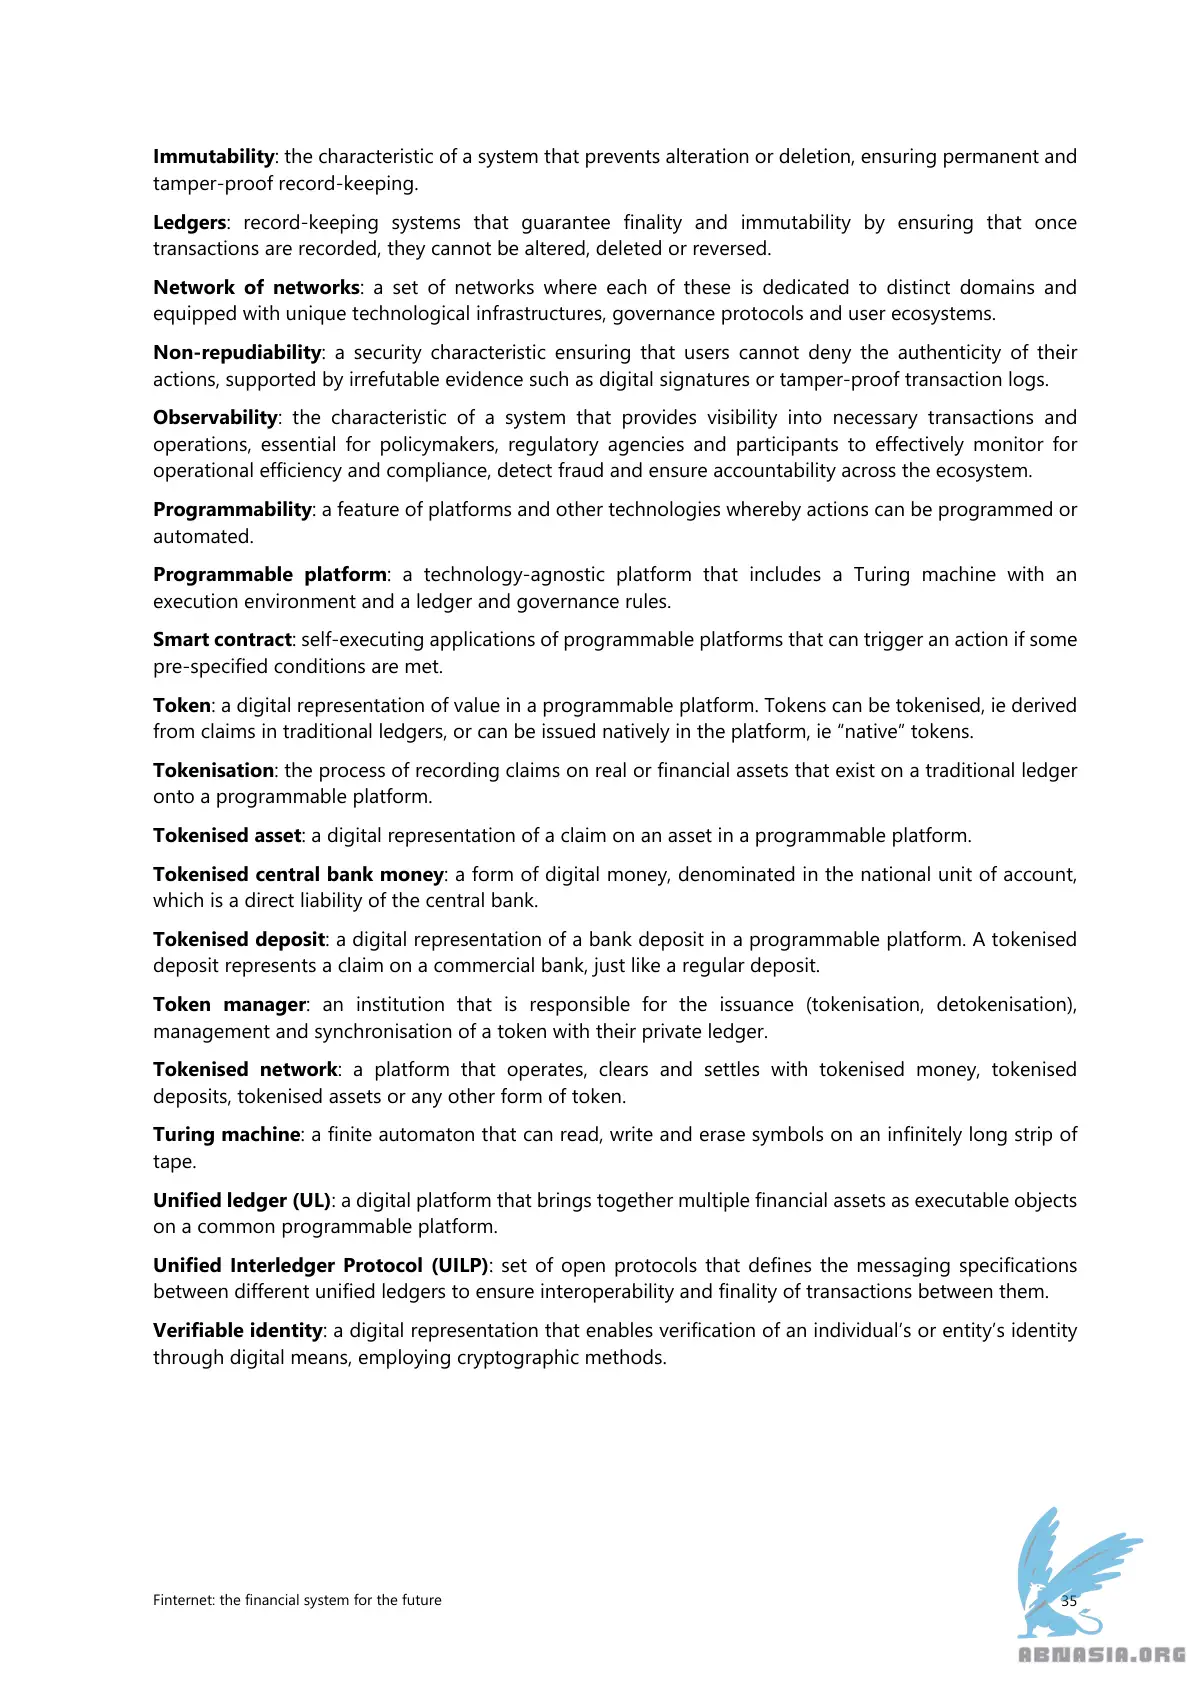 Immutability: the characteristic of a system that prevents alteration or deletion, ensuring permanent and
tamper-proof record-keeping.
Ledgers: record-keeping systems that guarantee finality and immutability by ensuring that once
transactions are recorded, they cannot be altered, deleted or reversed.
Network of networks: a set of networks where each of these is dedicated to distinct domains and
equipped with unique technological infrastructures, governance protocols and user ecosystems.
Non-repudiability: a security characteristic ensuring that users cannot deny the authenticity of their
actions, supported by irrefutable evidence such as digital signatures or tamper-proof transaction logs.
Observability: the characteristic of a system that provides visibility into necessary transactions and
operations, essential for policymakers, regulatory agencies and participants to effectively monitor for
operational efficiency and compliance, detect fraud and ensure accountability across the ecosystem.
Programmability: a feature of platforms and other technologies whereby actions can be programmed or
automated.
Programmable platform: a technology-agnostic platform that includes a Turing machine with an
execution environment and a ledger and governance rules.
Smart contract: self-executing applications of programmable platforms that can trigger an action if some
pre-specified conditions are met.
Token: a digital representation of value in a programmable platform. Tokens can be tokenised, ie derived
from claims in traditional ledgers, or can be issued natively in the platform, ie “native” tokens.
Tokenisation: the process of recording claims on real or financial assets that exist on a traditional ledger
onto a programmable platform.
Tokenised asset: a digital representation of a claim on an asset in a programmable platform.
Tokenised central bank money: a form of digital money, denominated in the national unit of account,
which is a direct liability of the central bank.
Tokenised deposit: a digital representation of a bank deposit in a programmable platform. A tokenised
deposit represents a claim on a commercial bank, just like a regular deposit.
Token manager: an institution that is responsible for the issuance (tokenisation, detokenisation),
management and synchronisation of a token with their private ledger.
Tokenised network: a platform that operates, clears and settles with tokenised money, tokenised
deposits, tokenised assets or any other form of token.
Turing machine: a finite automaton that can read, write and erase symbols on an infinitely long strip of
tape.
Unified ledger (UL): a digital platform that brings together multiple financial assets as executable objects
on a common programmable platform.
Unified Interledger Protocol (UILP): set of open protocols that defines the messaging specifications
between different unified ledgers to ensure interoperability and finality of transactions between them.
Verifiable identity: a digital representation that enables verification of an individual’s or entity’s identity
through digital means, employing cryptographic methods.
Finternet: the financial system for the future 35
ABNASIA.ORG